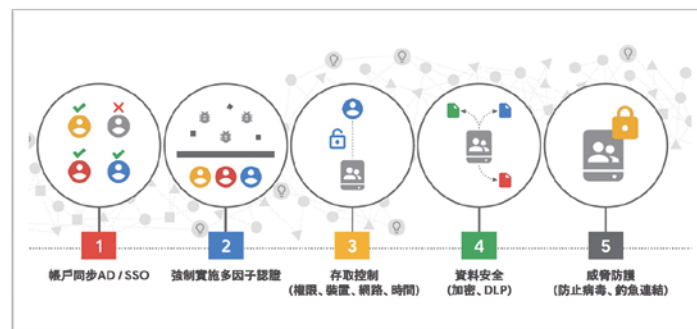 1
帳戶同步AD / SSO
2
強制實施多因子認證
3
存取控制
(權限、裝置、網路、時間)
4
資料安全
(加密、DLP)
5
威脅防護
(防止病毒、釣魚連結)